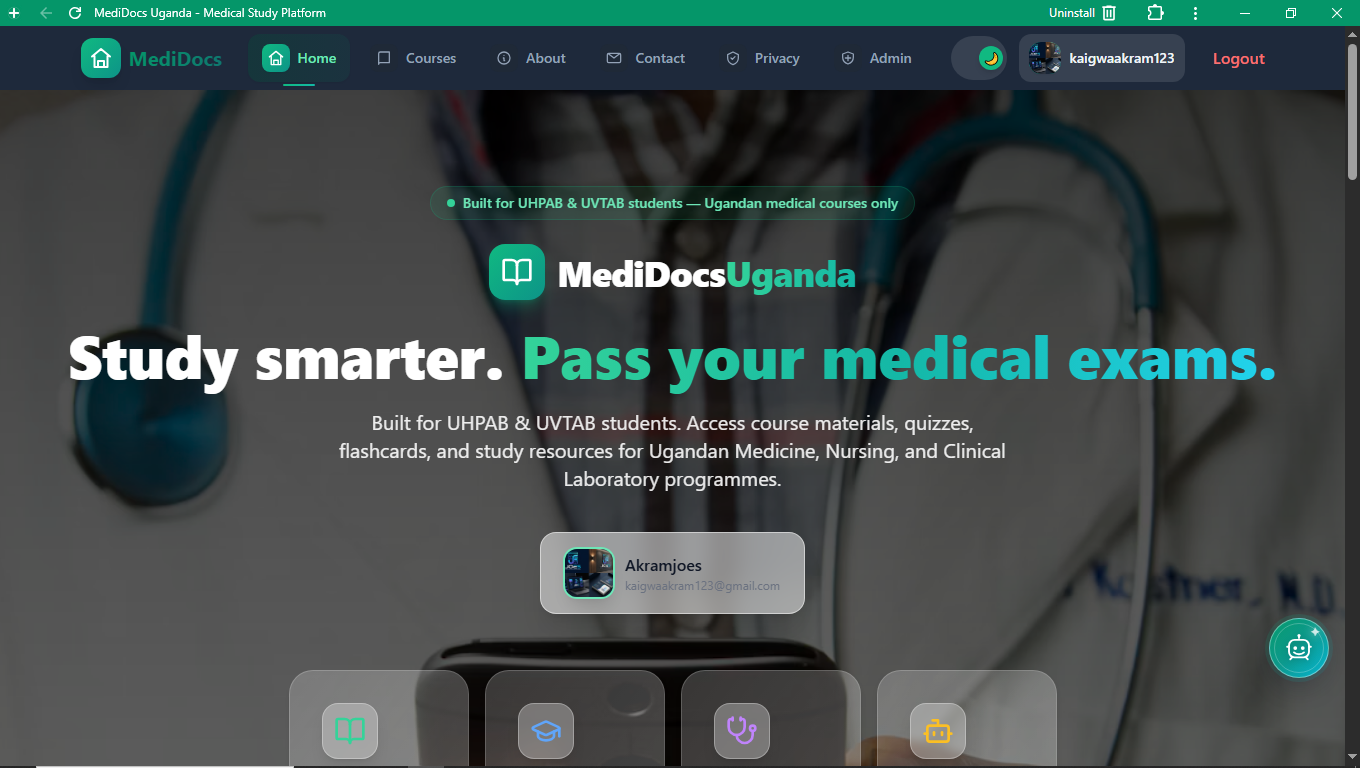 MediDocs Uganda - Medical Study Platform
Uninstall
MediDocs
Home
Courses
About
Contact
Privacy
Admin
kaigwaakram123
Logout
Built for UHPAB & UVTAB students — Ugandan medical courses only
MediDocsUganda
Study smarter. Pass your medical exams.
Built for UHPAB & UVTAB students. Access course materials, quizzes,
flashcards, and study resources for Ugandan Medicine, Nursing, and Clinical
Laboratory programmes.
Akramjoes
kaigwaakram123@gmail.com
M.D.